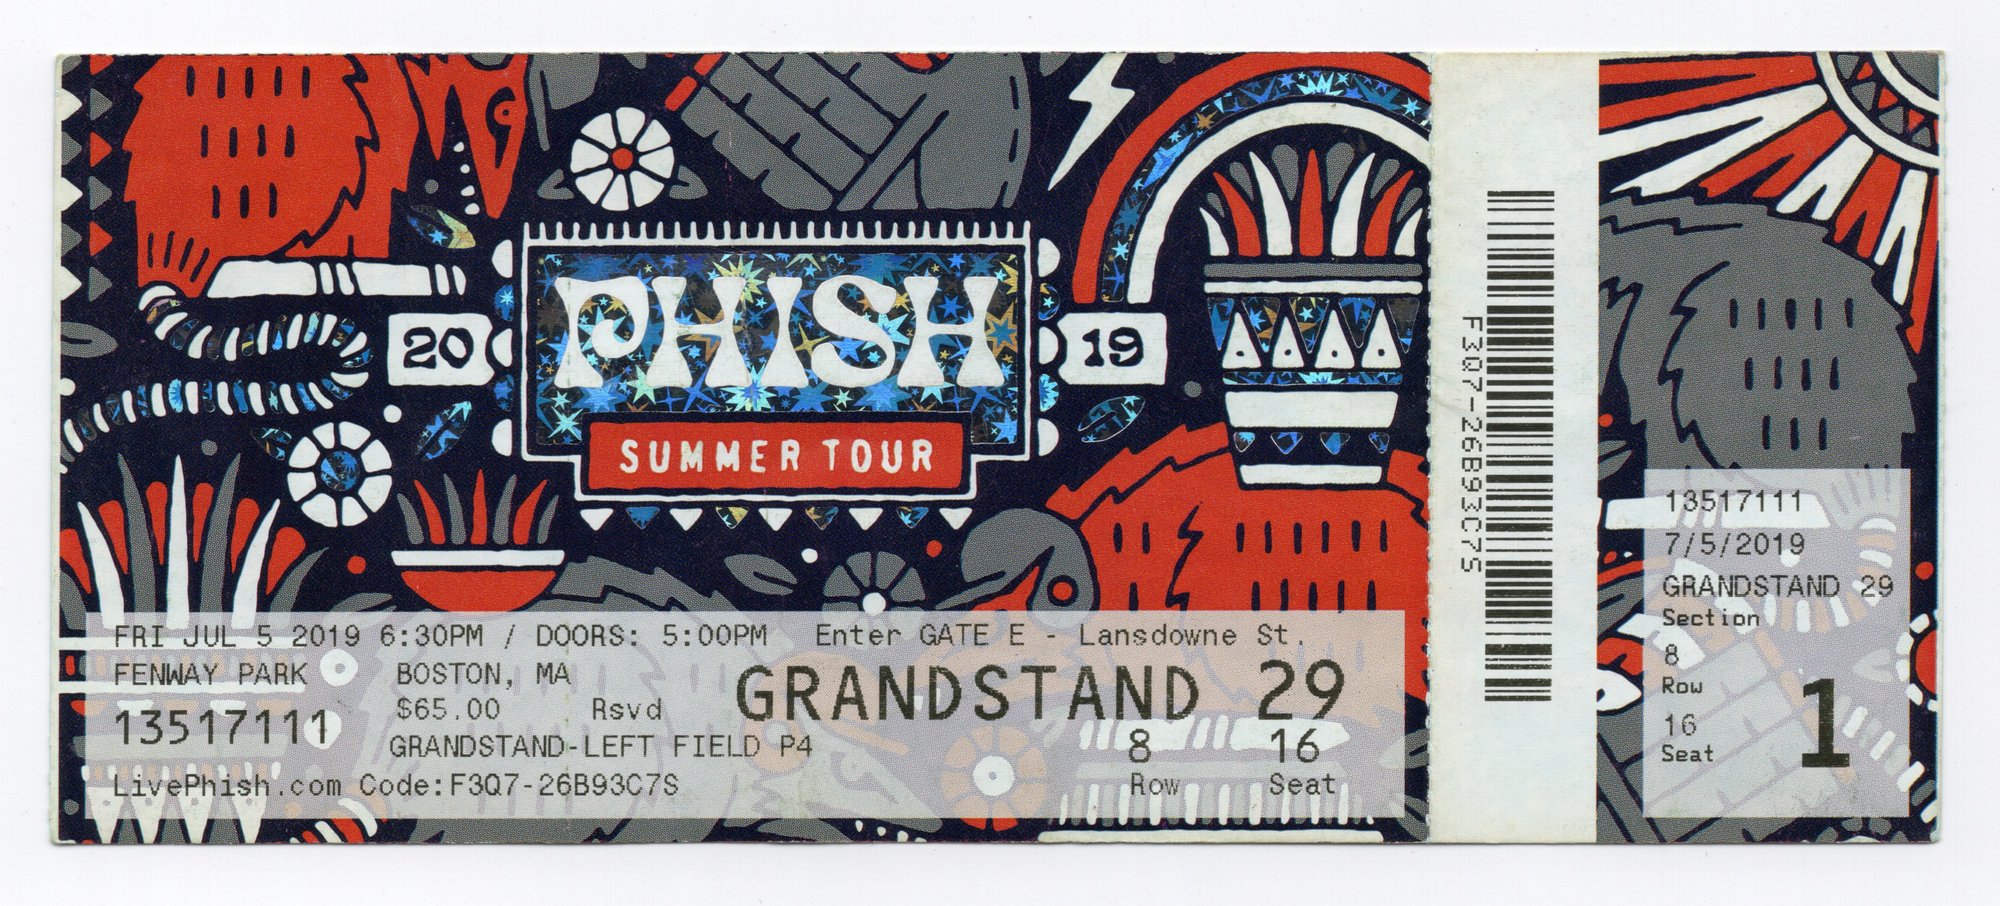 20 PHISH 19
SUMMER TOUR
FRI JUL 5 2019 6:30PM / DOORS: 5:00PM Enter GATE E - Lansdowne St.
FENWAY PARK BOSTON, MA
GRANDSTAND 29
13517111 $65.00 Rsvd
GRANDSTAND-LEFT FIELD P4
8 16
Row Seat
LivePhish.com Code:F3Q7-26B93C7S
F3Q7-26B93C7S
13517111
7/5/2019
GRANDSTAND 29
Section
8
Row
16
Seat
1